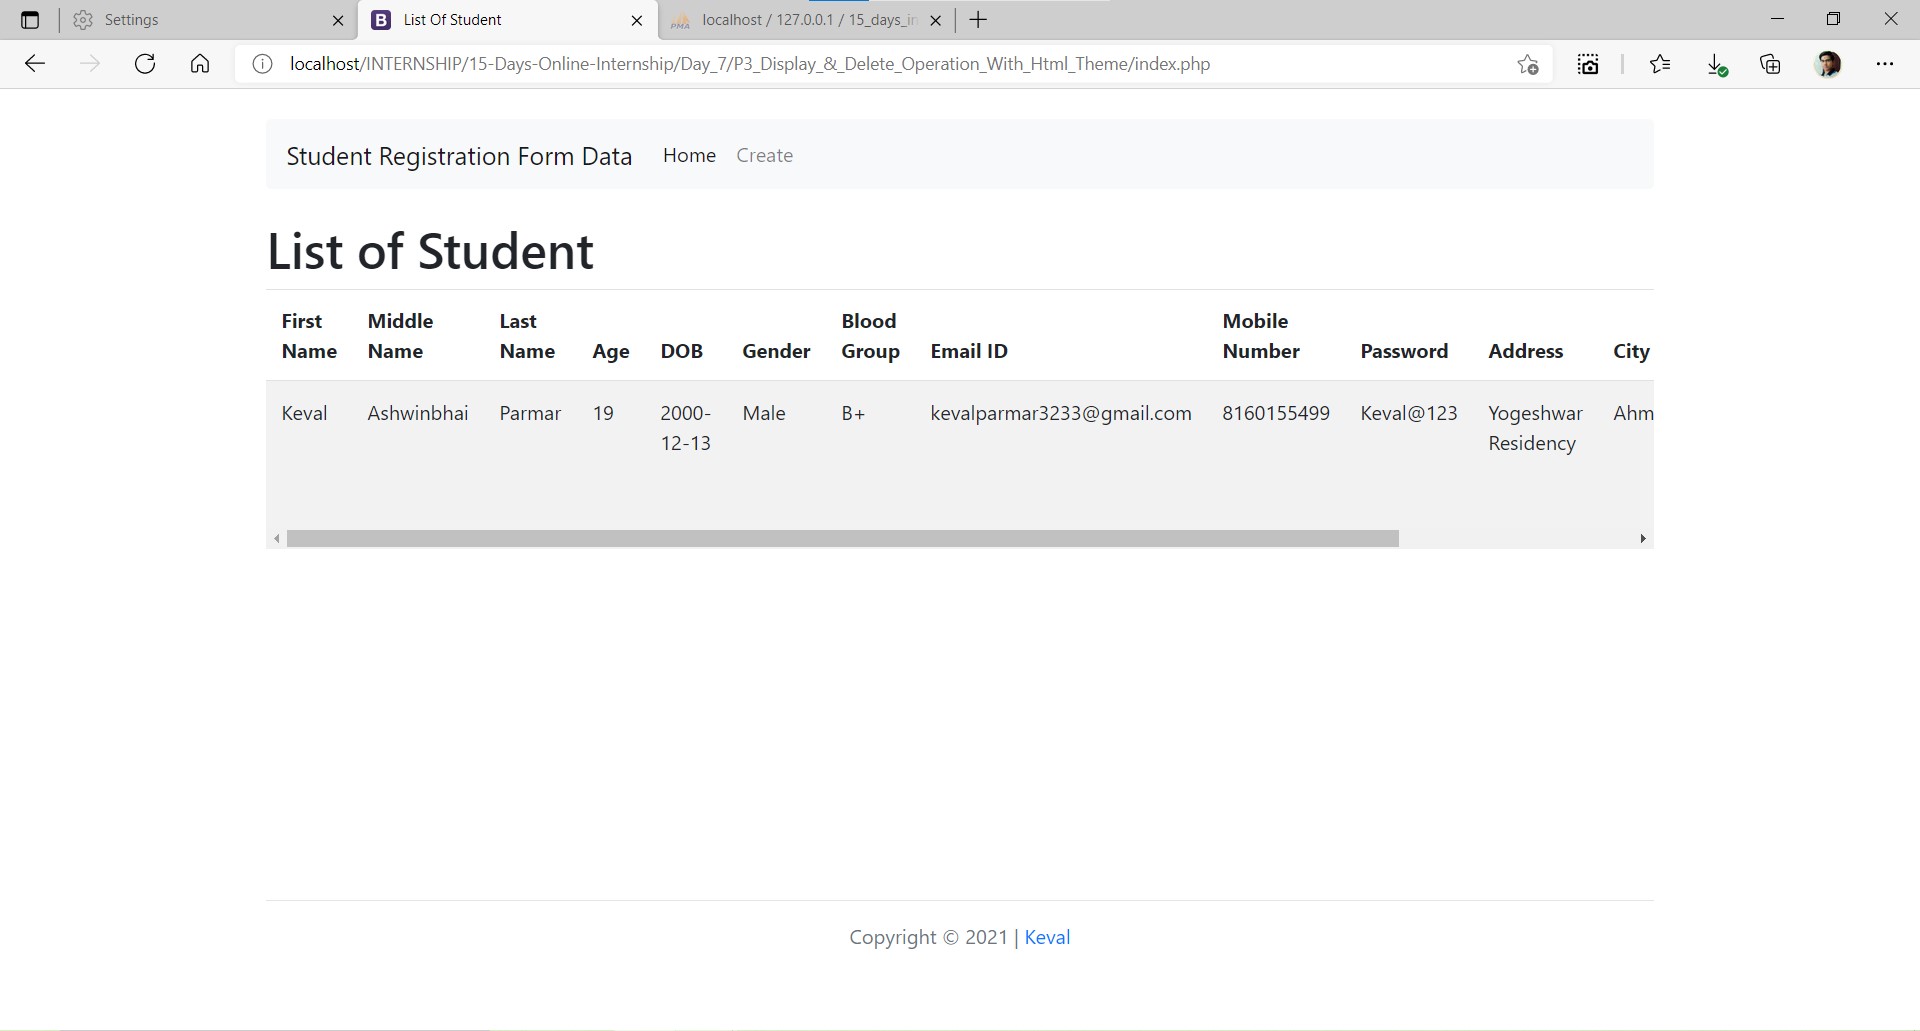 Settings
List Of Student
localhost / 127.0.0.1 / 15_days_in
localhost/INTERNSHIP/15-Days-Online-Internship/Day_7/P3_Display_&_Delete_Operation_With_Html_Theme/index.php
Student Registration Form Data Home Create
List of Student
First Name Middle Name Last Name Age DOB Gender Blood Group Email ID Mobile Number Password Address City
Keval Ashwinbhai Parmar 19 2000-12-13 Male B+ kevalparmar3233@gmail.com 8160155499 Keval@123 Yogeshwar Residency Ahm
Copyright © 2021 | Keval